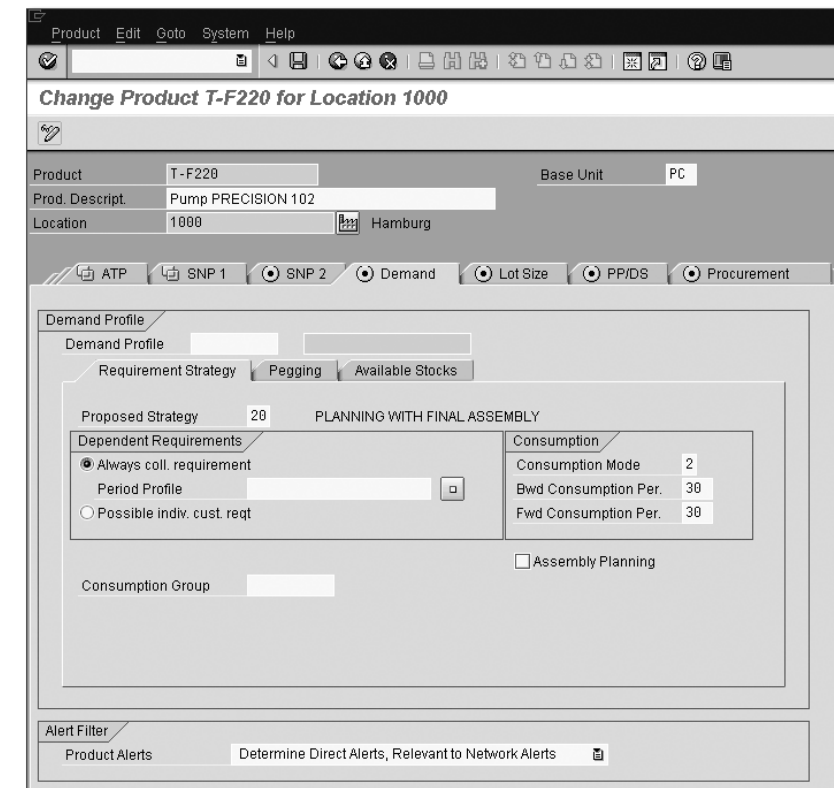 Product Edit Goto System Help
Change Product T-F220 for Location 1000
Product T-F220 Base Unit PC
Prod. Descript. Pump PRECISION 102
Location 1000 Hamburg
ATP SNP 1 SNP 2 Demand Lot Size PP/DS Procurement
Demand Profile
Demand Profile
Requirement Strategy Pegging Available Stocks
Proposed Strategy 20 PLANNING WITH FINAL ASSEMBLY
Dependent Requirements Consumption
Always coll. requirement Consumption Mode 2
Period Profile Bwd Consumption Per. 30
Possible indiv. cust. reqt Fwd Consumption Per. 30
Assembly Planning
Consumption Group
Alert Filter
Product Alerts Determine Direct Alerts, Relevant to Network Alerts